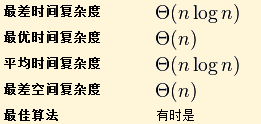 最差时间复杂度 Θ(n log n)
最优时间复杂度 Θ(n)
平均时间复杂度 Θ(n log n)
最差空间复杂度 Θ(n)
最佳算法 有时是